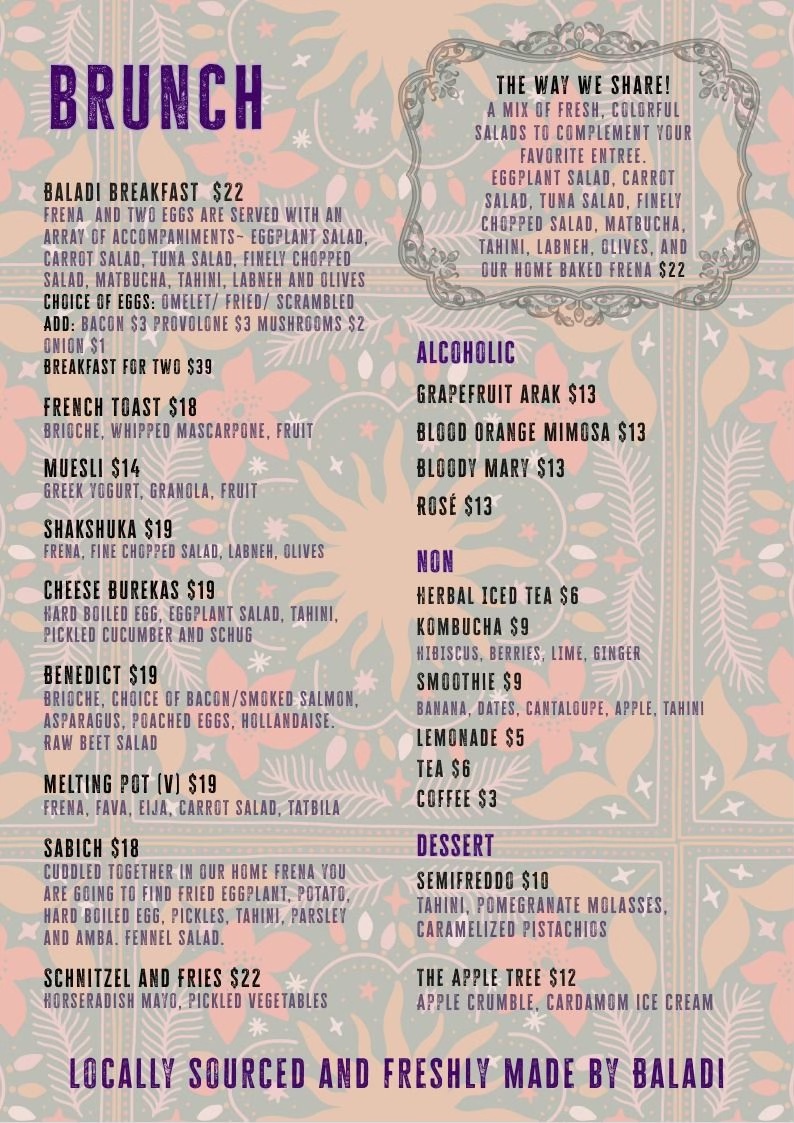 BRUNCH
BALADI BREAKFAST $22
FRENA AND TWO EGGS ARE SERVED WITH AN
ARRAY OF ACCOMPANIMENTS~ EGGPLANT SALAD,
CARROT SALAD, TUNA SALAD, FINELY CHOPPED
SALAD, MATBUCHA, TAHINI, LABNEH AND OLIVES
CHOICE OF EGGS: OMELET/ FRIED/ SCRAMBLED
ADD: BACON $3 PROVOLONE $3 MUSHROOMS $2
ONION $1
BREAKFAST FOR TWO $39
FRENCH TOAST $18
BRIOCHE, WHIPPED MASCARPONE, FRUIT
MUESLI $14
GREEK YOGURT, GRANOLA, FRUIT
SHAKSHUKA $19
FRENA, FINE CHOPPED SALAD, LABNEH, OLIVES
CHEESE BUREKAS $19
HARD BOILED EGG, EGGPLANT SALAD, TAHINI,
PICKLED CUCUMBER AND SCHUG
BENEDICT $19
BRIOCHE, CHOICE OF BACON/SMOKED SALMON,
ASPARAGUS, POACHED EGGS, HOLLANDAISE.
RAW BEET SALAD
MELTING POT (V) $19
FRENA, FAVA, EIJA, CARROT SALAD, TATBILA
SABICH $18
CUDDLED TOGETHER IN OUR HOME FRENA YOU
ARE GOING TO FIND FRIED EGGPLANT, POTATO,
HARD BOILED EGG, PICKLES, TAHINI, PARSLEY
AND AMBA. FENNEL SALAD.
SCHNITZEL AND FRIES $22
HORSERADISH MAYO, PICKLED VEGETABLES
THE WAY WE SHARE!
A MIX OF FRESH, COLORFUL
SALADS TO COMPLEMENT YOUR
FAVORITE ENTREE.
EGGPLANT SALAD, CARROT
SALAD, TUNA SALAD, FINELY
CHOPPED SALAD, MATBUCHA,
TAHINI, LABNEH, OLIVES, AND
OUR HOME BAKED FRENA $22
ALCOHOLIC
GRAPEFRUIT ARAK $13
BLOOD ORANGE MIMOSA $13
BLOODY MARY $13
ROSÉ $13
NON
HERBAL ICED TEA $6
KOMBUCHA $9
HIBISCUS, BERRIES, LIME, GINGER
SMOOTHIE $9
BANANA, DATES, CANTALOUPE, APPLE, TAHINI
LEMONADE $5
TEA $6
COFFEE $3
DESSERT
SEMIFREDDO $10
TAHINI, POMEGRANATE MOLASSES,
CARAMELIZED PISTACHIOS
THE APPLE TREE $12
APPLE CRUMBLE, CARDAMOM ICE CREAM
LOCALLY SOURCED AND FRESHLY MADE BY BALADI